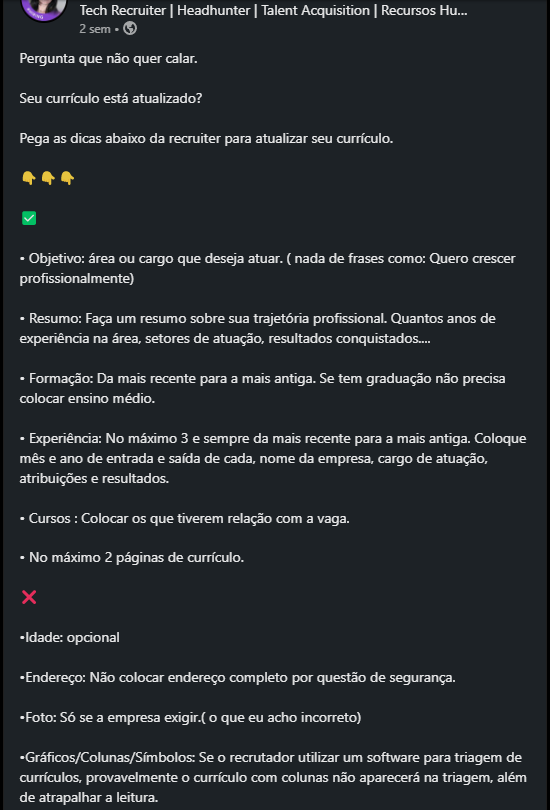 Tech Recruiter | Headhunter | Talent Acquisition | Recursos Hu...
2 sem •
Pergunta que não quer calar.
Seu currículo está atualizado?
Pega as dicas abaixo da recruiter para atualizar seu currículo.
👇👇👇
✅
• Objetivo: área ou cargo que deseja atuar. ( nada de frases como: Quero crescer
profissionalmente)
• Resumo: Faça um resumo sobre sua trajetória profissional. Quantos anos de
experiência na área, setores de atuação, resultados conquistados....
• Formação: Da mais recente para a mais antiga. Se tem graduação não precisa
colocar ensino médio.
• Experiência: No máximo 3 e sempre da mais recente para a mais antiga. Coloque
mês e ano de entrada e saída de cada, nome da empresa, cargo de atuação,
atribuições e resultados.
• Cursos : Colocar os que tiverem relação com a vaga.
• No máximo 2 páginas de currículo.
❌
•Idade: opcional
•Endereço: Não colocar endereço completo por questão de segurança.
•Foto: Só se a empresa exigir.( o que eu acho incorreto)
•Gráficos/Colunas/Símbolos: Se o recrutador utilizar um software para triagem de
currículos, provavelmente o currículo com colunas não aparecerá na triagem, além
de atrapalhar a leitura.